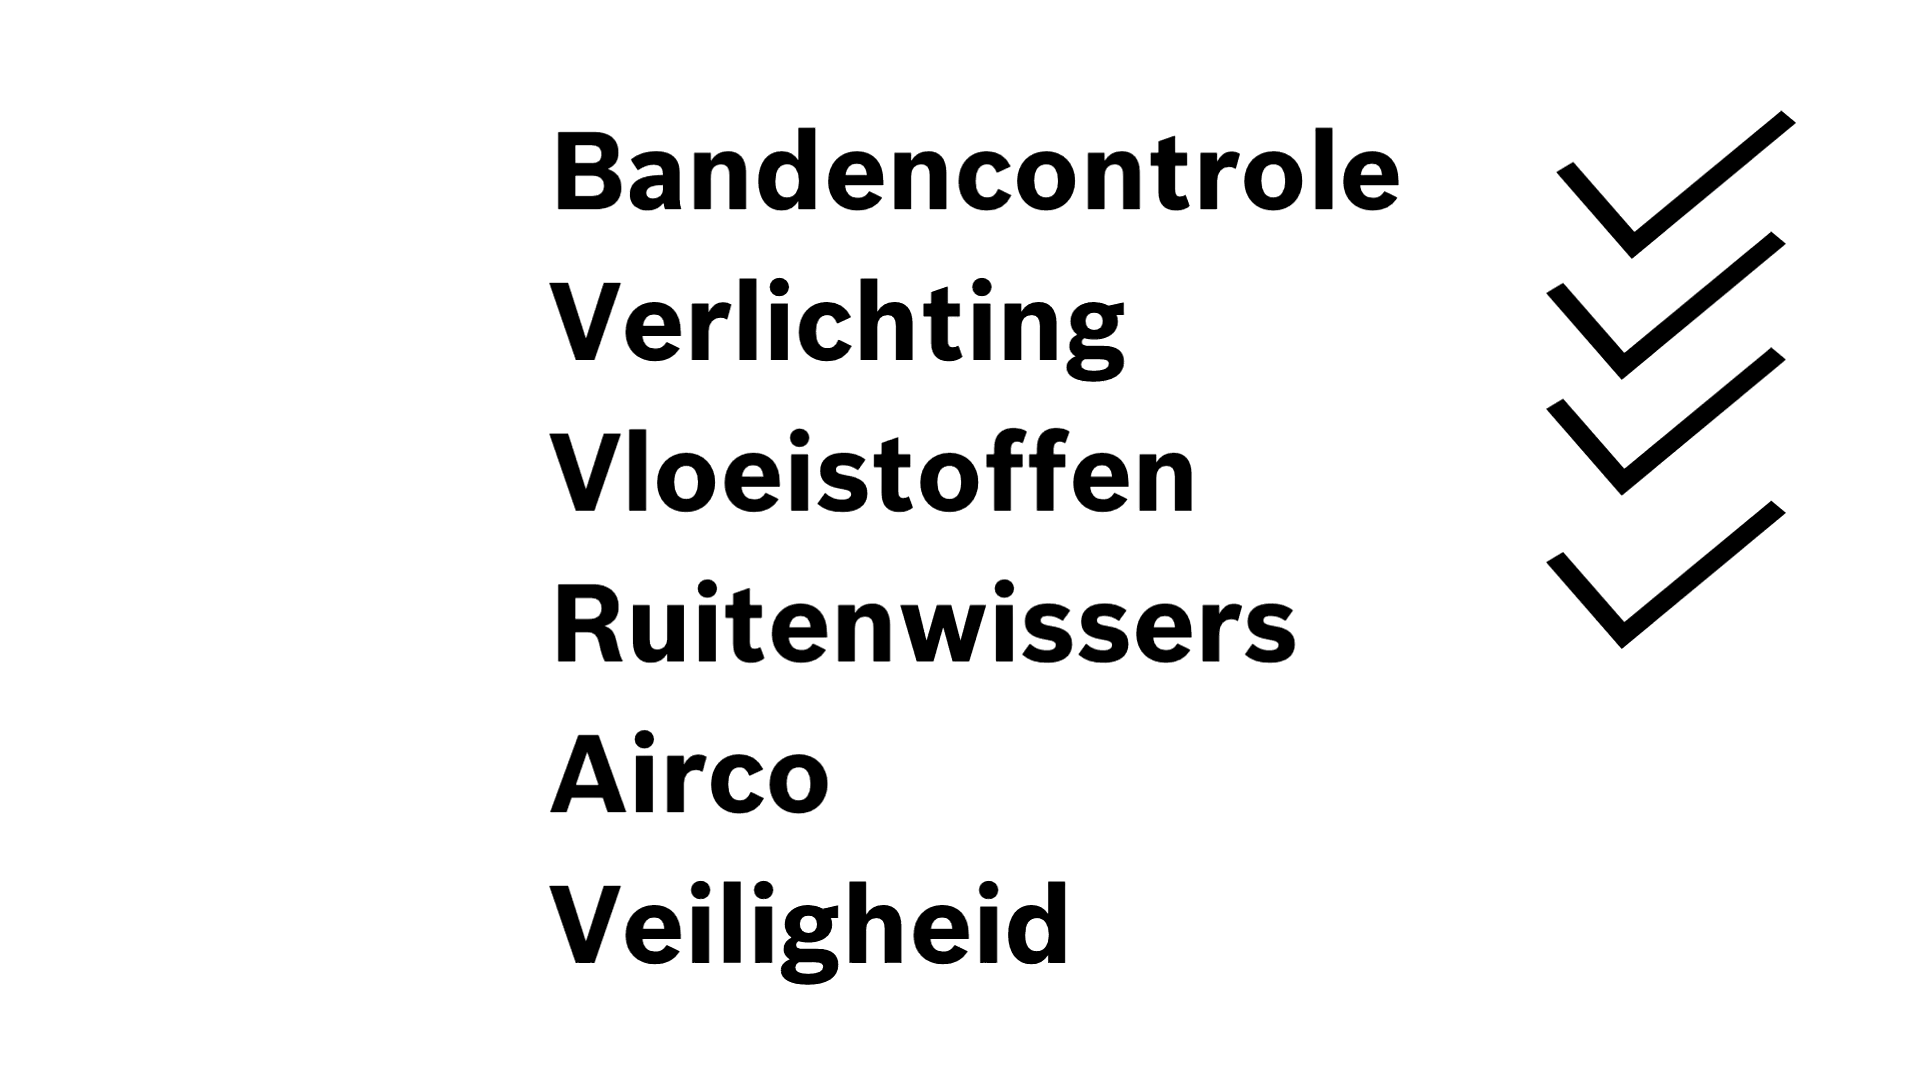 Bandencontrole
Verlichting
Vloeistoffen
Ruitenwissers
Airco
Veiligheid